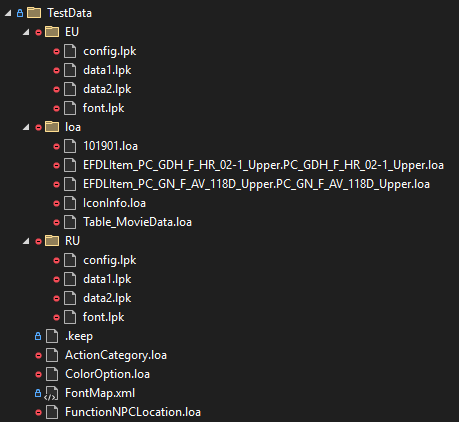 TestData
EU
config.lpk
data1.lpk
data2.lpk
font.lpk
loa
101901.loa
EFDLItem_PC_GDH_F_HR_02-1_Upper.PC_GDH_F_HR_02-1_Upper.loa
EFDLItem_PC_GN_F_AV_118D_Upper.PC_GN_F_AV_118D_Upper.loa
IconInfo.loa
Table_MovieData.loa
RU
config.lpk
data1.lpk
data2.lpk
font.lpk
.keep
ActionCategory.loa
ColorOption.loa
FontMap.xml
FunctionNPCLocation.loa